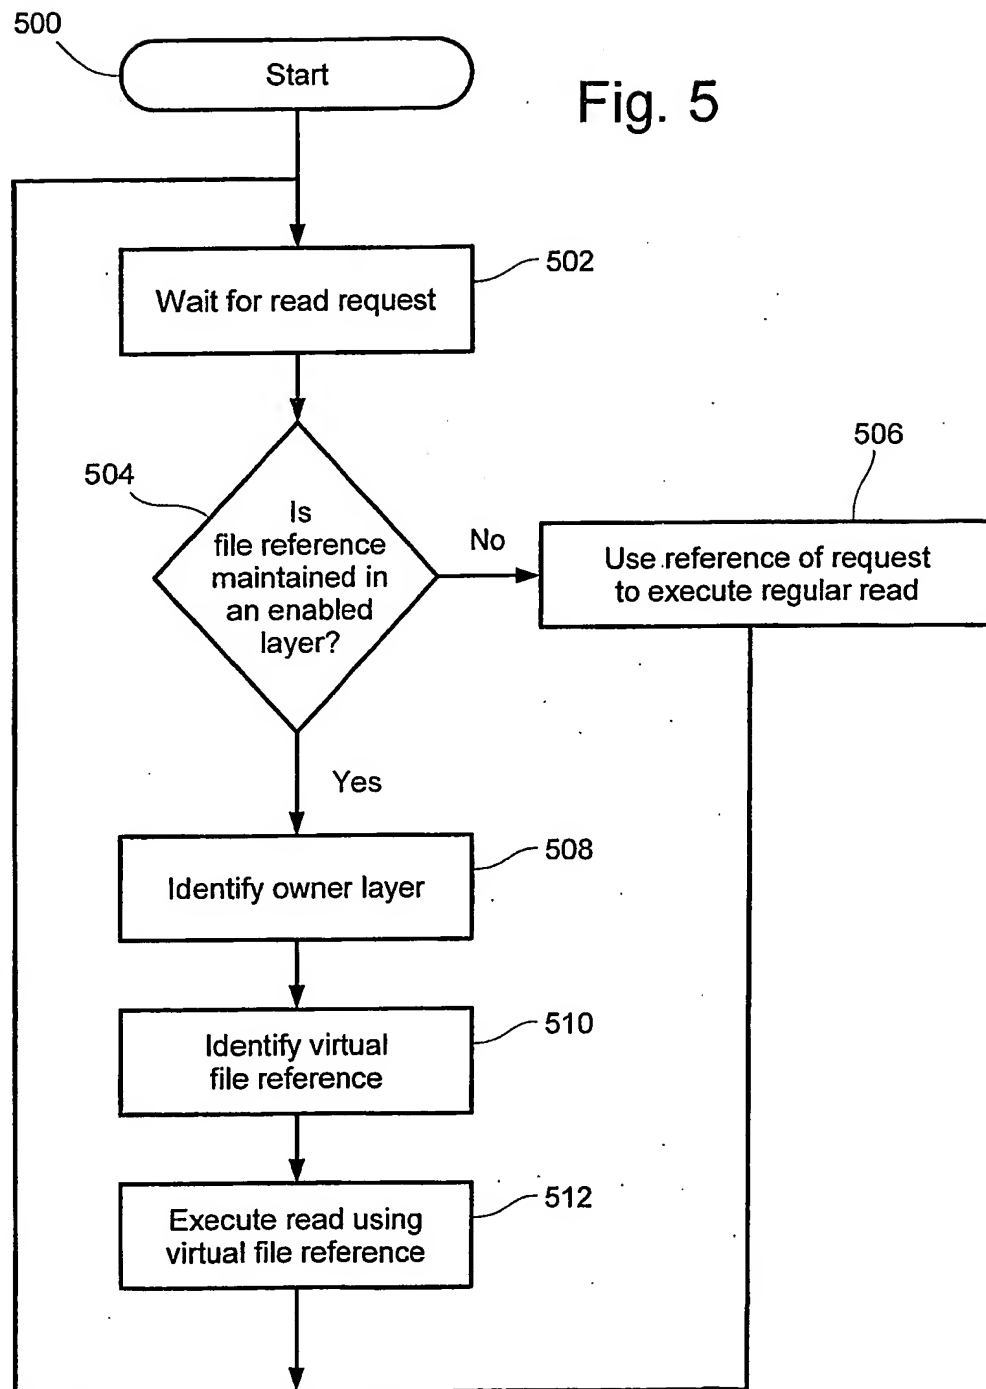 500
Start
Fig. 5
502
Wait for read request
504
Is
file reference
maintained in
an enabled
layer?
No
506
Use reference of request
to execute regular read
Yes
508
Identify owner layer
510
Identify virtual
file reference
512
Execute read using
virtual file reference